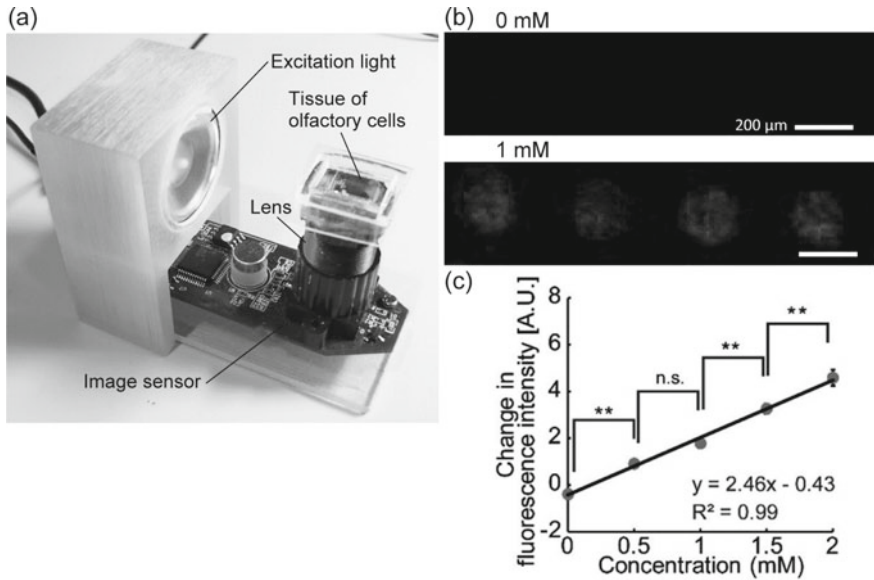 (a)
Excitation light
Tissue of
olfactory cells
Lens
Image sensor
(b)
0 mM
200 μm
1 mM
(c)
Change in
fluorescence intensity [A.U.]
8
6
4
2
0
-2
**
n.s.
**
**
y = 2.46x - 0.43
R² = 0.99
0 0.5 1 1.5 2
Concentration (mM)